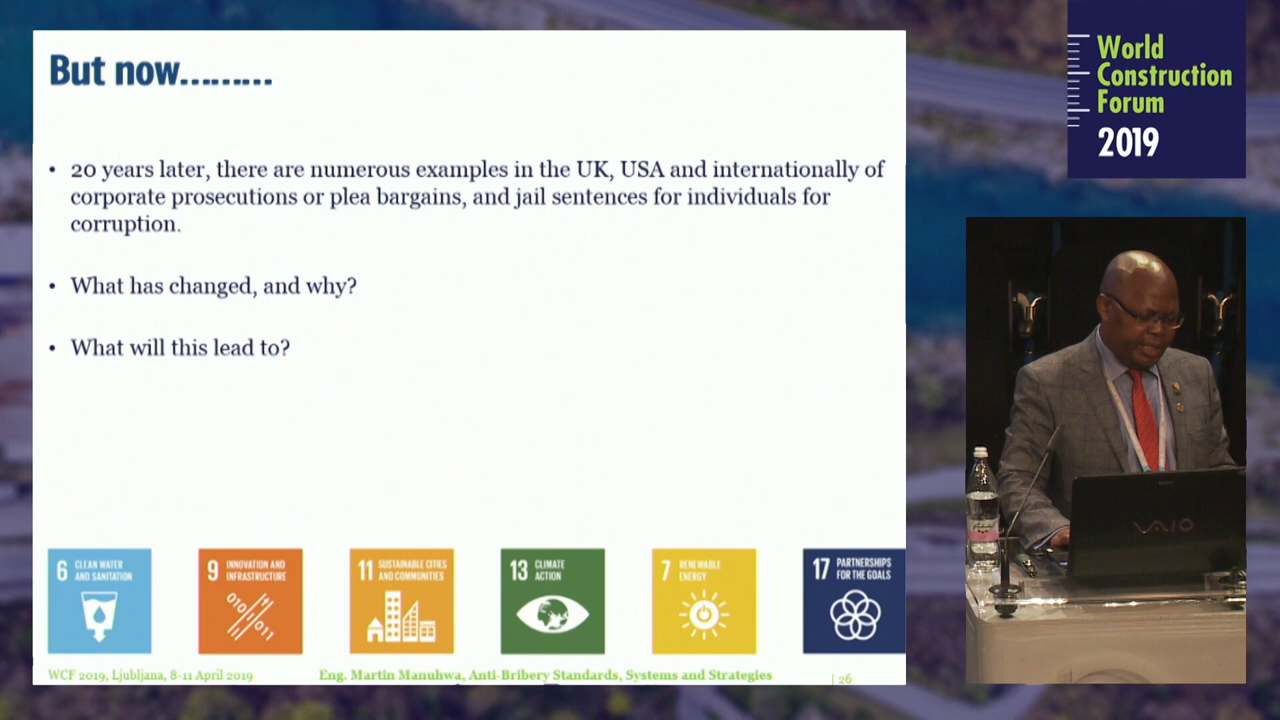 But now………
• 20 years later, there are numerous examples in the UK, USA and internationally of
corporate prosecutions or plea bargains, and jail sentences for individuals for
corruption.
• What has changed, and why?
• What will this lead to?
6 CLEAN WATER
AND SANITATION
9 INNOVATION AND
INFRASTRUCTURE
11 SUSTAINABLE CITIES
AND COMMUNITIES
13 CLIMATE
ACTION
7 RENEWABLE
ENERGY
17 PARTNERSHIPS
FOR THE GOALS
WCF 2019, Ljubljana, 8-11 April 2019
Eng. Martin Manuhwa, Anti-Bribery Standards, Systems and Strategies
| 26
World
Construction
Forum
2019
VAIO